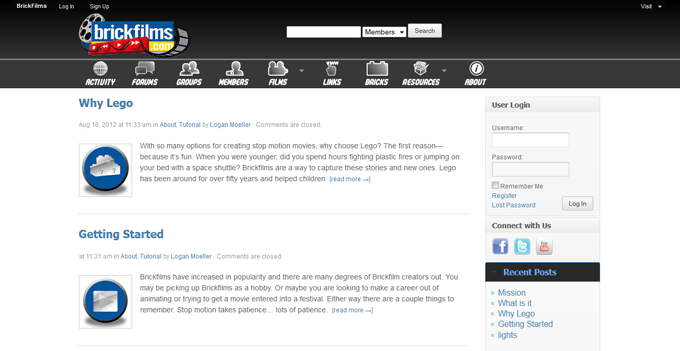 BrickFilms Log In Sign Up Visit
brickfilms
.com
Members Search
ACTIVITY FORUMS GROUPS MEMBERS FILMS LINKS BRICKS RESOURCES ABOUT
Why Lego
Aug 18, 2012 at 11:33 am in About, Tutorial by Logan Moeller · Comments are closed.
With so many options for creating stop motion movies, why choose Lego? The first reason—
because it's fun. When you were younger, did you spend hours fighting plastic fires or jumping on
your bed with a space shuttle? Brickfilms are a way to capture these stories and new ones. Lego
has been around for over fifty years and helped children [read more →]
Getting Started
at 11:31 am in About, Tutorial by Logan Moeller · Comments are closed.
Brickfilms have increased in popularity and there are many degrees of Brickfilm creators out. You
may be picking up Brickfilms as a hobby. Or maybe you are looking to make a career out of
animating or trying to get a movie entered into a festival. Either way there are a couple things to
remember. Stop motion takes patience... lots of patience. [read more →]
User Login
Username:
Password:
Remember Me
Register
Lost Password
Log In
Connect with Us
You
Tube
Recent Posts
Mission
What is it
Why Lego
Getting Started
lights